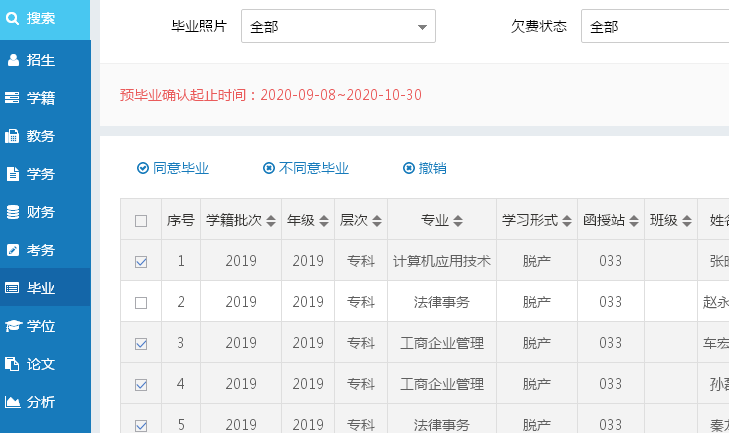 搜索
招生
学籍
教务
学务
财务
考务
毕业
学位
论文
分析
毕业照片 全部 欠费状态 全部
预毕业确认起止时间：2020-09-08~2020-10-30
同意毕业 不同意毕业 撤销
序号 学籍批次 年级 层次 专业 学习形式 函授站 班级
1 2019 2019 专科 计算机应用技术 脱产 033 张
2 2019 2019 专科 法律事务 脱产 033 赵永
3 2019 2019 专科 工商企业管理 脱产 033 车宏
4 2019 2019 专科 工商企业管理 脱产 033 孙
5 2019 2019 专科 法律事务 脱产 033 秦